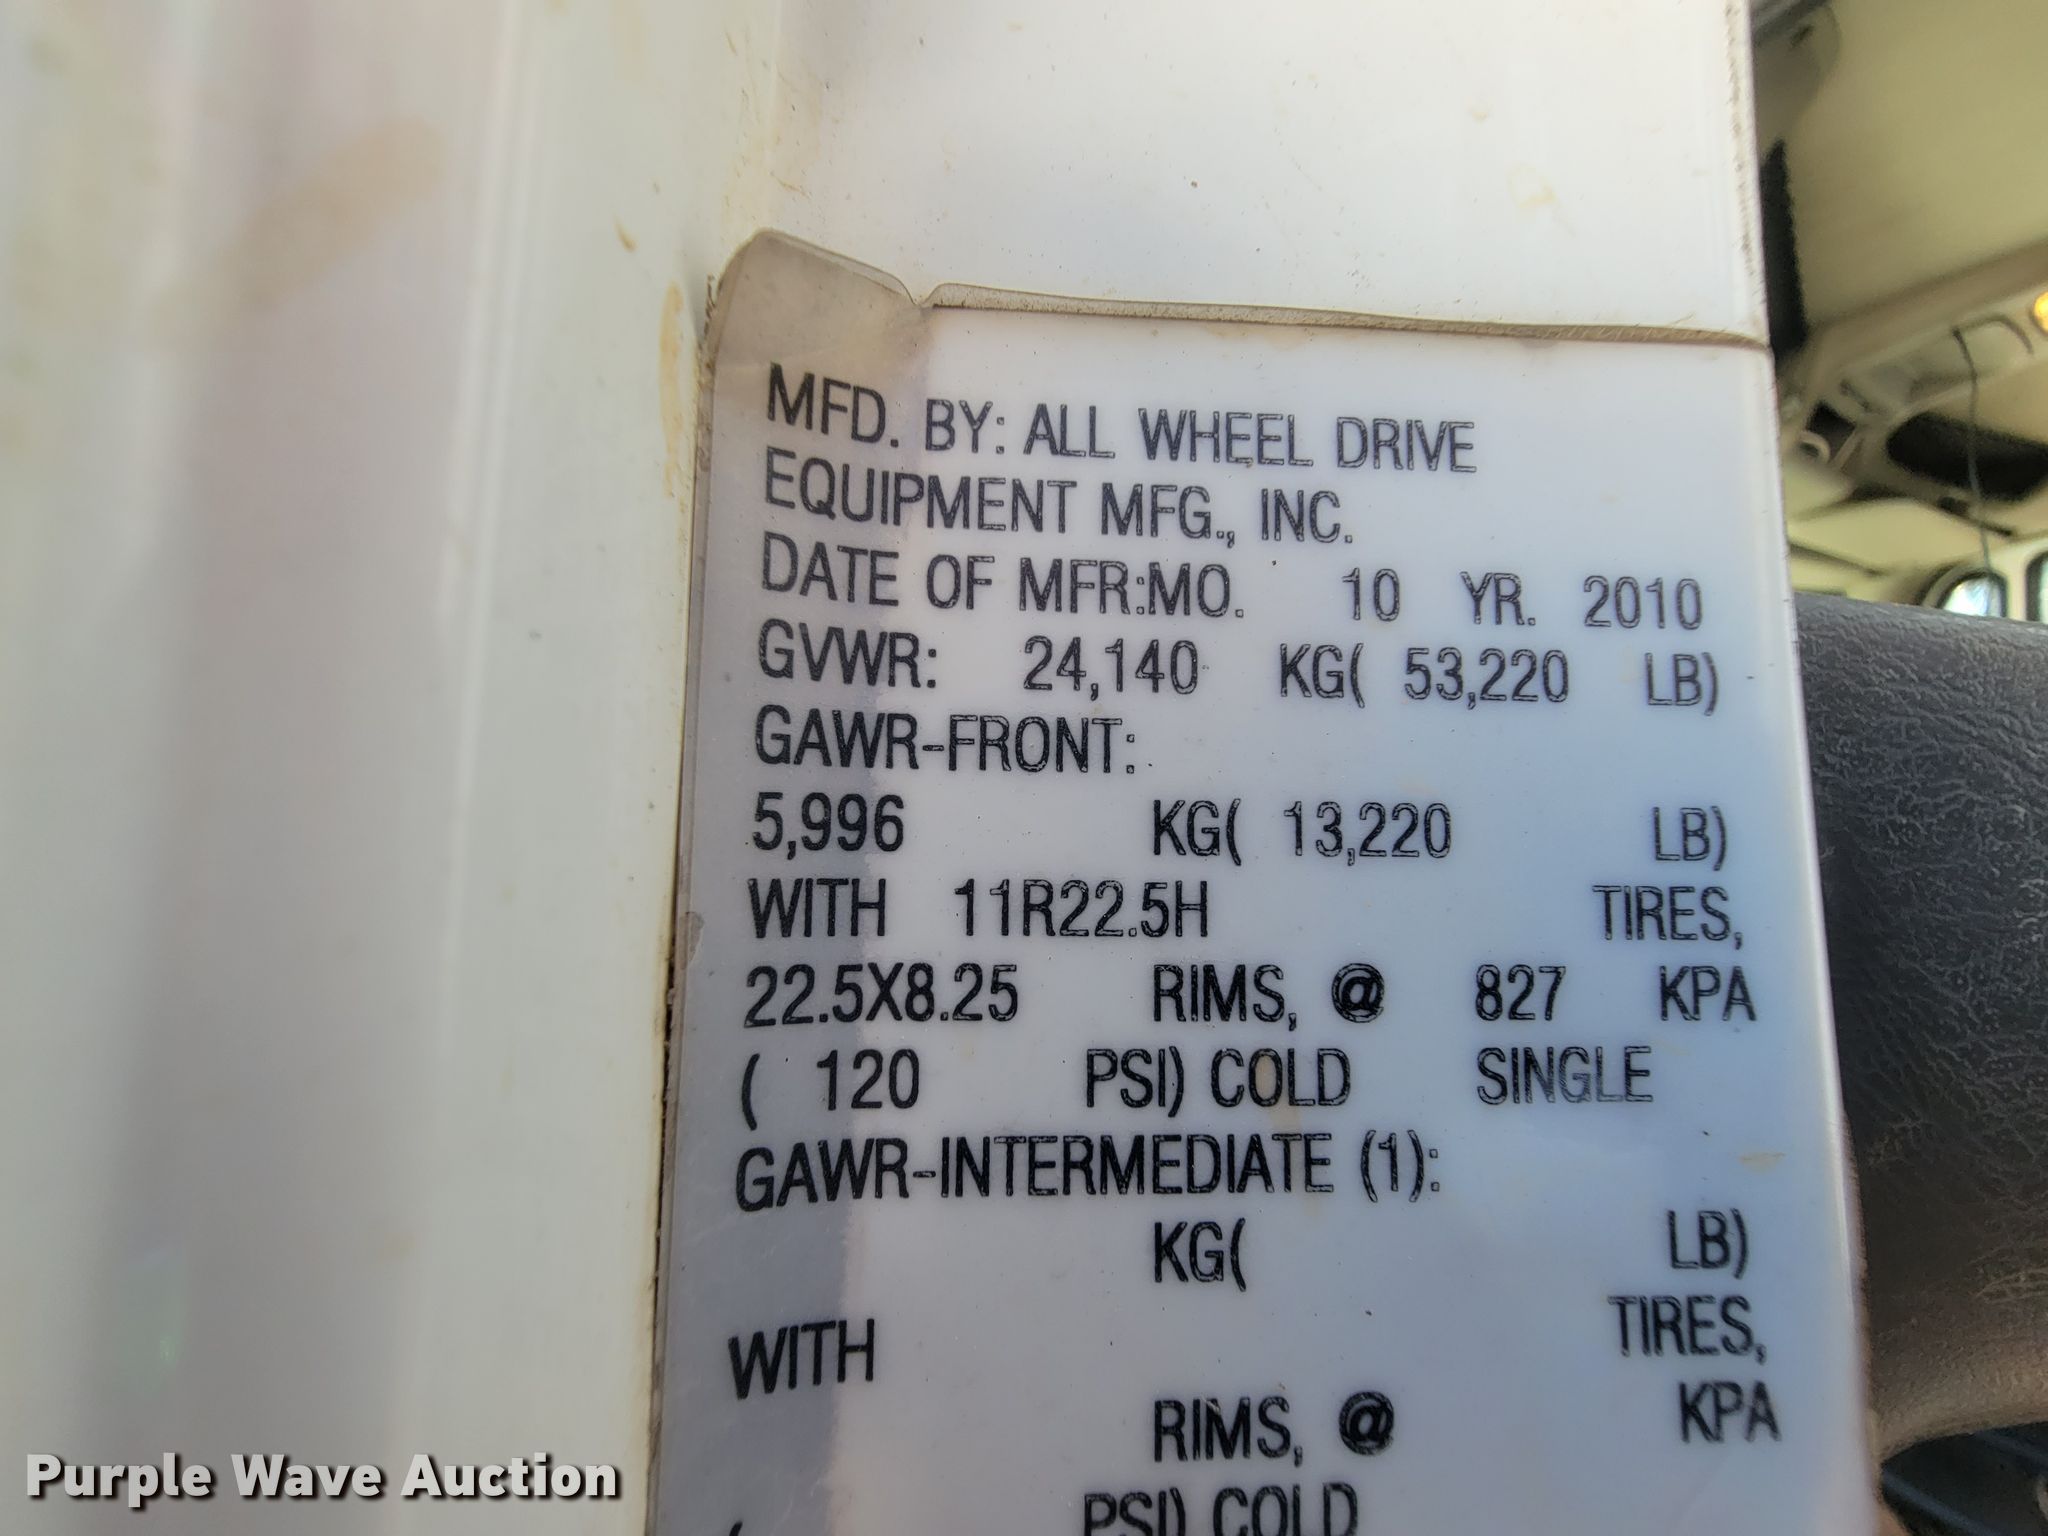 MFD. BY: ALL WHEEL DRIVE
EQUIPMENT MFG., INC.
DATE OF MFR:MO. 10 YR. 2010
GVWR: 24,140 KG( 53,220 LB)
GAWR-FRONT:
5,996 KG( 13,220 LB)
WITH 11R22.5H TIRES,
22.5X8.25 RIMS, @ 827 KPA
( 120 PSI) COLD SINGLE
GAWR-INTERMEDIATE (1):
KG( LB)
WITH TIRES,
RIMS, @ KPA
( PSI) COLD
Purple Wave Auction